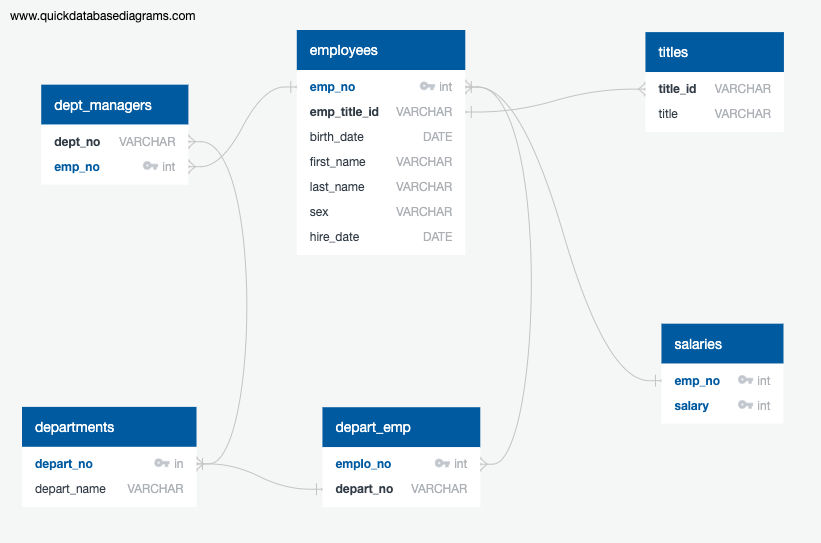 www.quickdatabasediagrams.com
employees
emp_no int
emp_title_id VARCHAR
birth_date DATE
first_name VARCHAR
last_name VARCHAR
sex VARCHAR
hire_date DATE
titles
title_id VARCHAR
title VARCHAR
dept_managers
dept_no VARCHAR
emp_no int
salaries
emp_no int
salary int
departments
depart_no in
depart_name VARCHAR
depart_emp
emplo_no int
depart_no VARCHAR